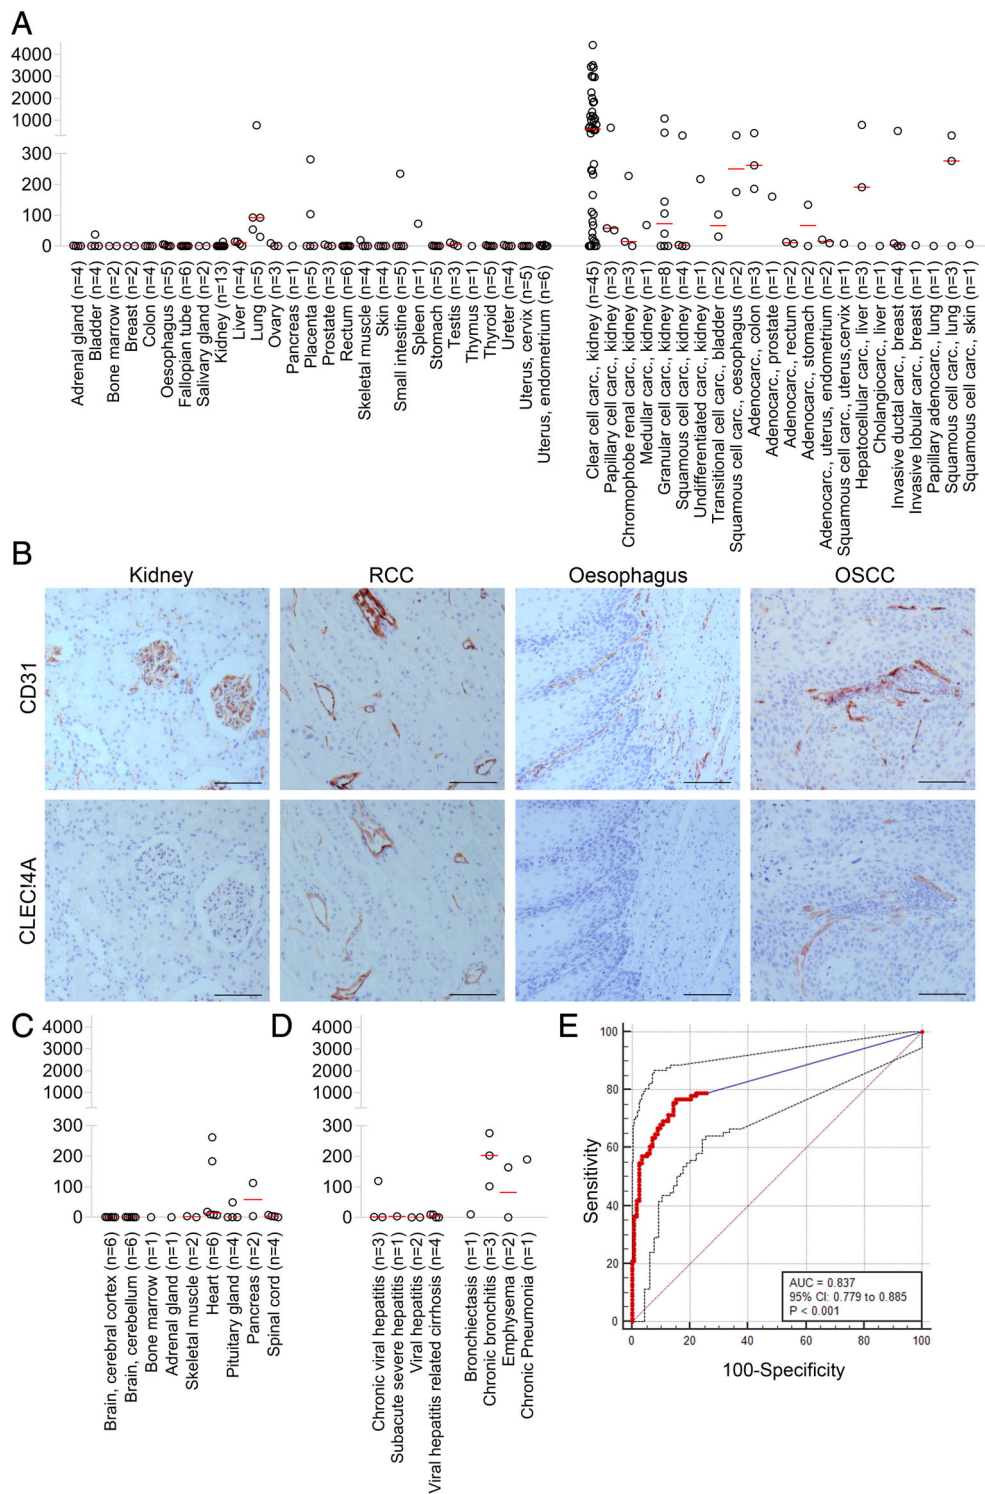 A
4000
3000
2000
1000
300
200
100
0
Adrenal gland (n=4)
Bladder (n=4)
Bone marrow (n=2)
Breast (n=2)
Colon (n=4)
Oesophagus (n=5)
Fallopian tube (n=6)
Salivary gland (n=2)
Kidney (n=13)
Liver (n=4)
Lung (n=5)
Ovary (n=3)
Pancreas (n=1)
Placenta (n=5)
Prostate (n=3)
Rectum (n=6)
Skeletal muscle (n=4)
Skin (n=4)
Small intestine (n=5)
Spleen (n=1)
Stomach (n=5)
Testis (n=3)
Thymus (n=1)
Thyroid (n=5)
Ureter (n=4)
Uterus, cervix (n=5)
Uterus, endometrium (n=6)
Clear cell carc., kidney (n=45)
Papillary cell carc., kidney (n=3)
Chromophobe renal carc., kidney (n=3)
Medullar carc., kidney (n=1)
Granular cell carc., kidney (n=8)
Squamous cell carc., kidney (n=4)
Undifferentiated carc., kidney (n=1)
Transitional cell carc., bladder (n=2)
Squamous cell carc., oesophagus (n=2)
Adenocarc., colon (n=3)
Adenocarc., prostate (n=1)
Adenocarc., rectum (n=2)
Adenocarc., stomach (n=2)
Adenocarc., uterus, endometrium (n=2)
Squamous cell carc., uterus,cervix (n=1)
Hepatocellular carc., liver (n=3)
Cholangiocarc., liver (n=1)
Invasive ductal carc., breast (n=4)
Invasive lobular carc., breast (n=1)
Papillary adenocarc., lung (n=1)
Squamous cell carc., lung (n=3)
Squamous cell carc., skin (n=1)
B
Kidney
RCC
Oesophagus
OSCC
CD31
CLEC!4A
C
4000
3000
2000
1000
300
200
100
0
Brain, cerebral cortex (n=6)
Brain, cerebellum (n=6)
Bone marrow (n=1)
Adrenal gland (n=1)
Skeletal muscle (n=2)
Heart (n=6)
Pituitary gland (n=4)
Pancreas (n=2)
Spinal cord (n=4)
D
4000
3000
2000
1000
300
200
100
0
Chronic viral hepatitis (n=3)
Subacute severe hepatitis (n=1)
Viral hepatitis (n=2)
Viral hepatitis related cirrhosis (n=4)
Bronchiectasis (n=1)
Chronic bronchitis (n=3)
Emphysema (n=2)
Chronic Pneumonia (n=1)
E
Sensitivity
100
80
60
40
20
0
AUC = 0.837
95% CI: 0.779 to 0.885
P < 0.001
0
20
40
60
80
100
100-Specificity